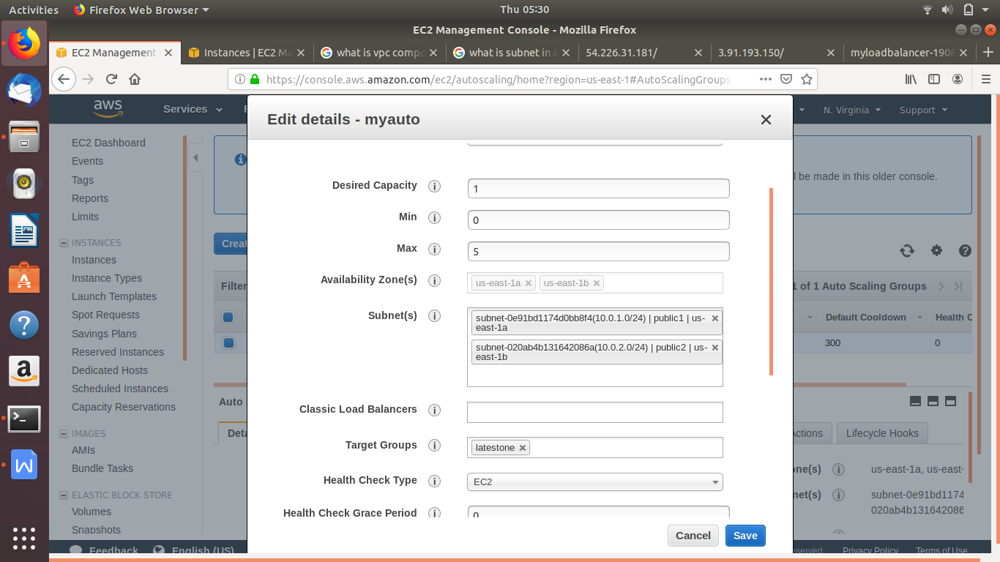 Activities
Firefox Web Browser
Thu 05:30
EC2 Management Console - Mozilla Firefox
EC2 Management
Instances | EC2 Ma
what is vpc compo
what is subnet in a
54.226.31.181/
3.91.193.150/
myloadbalancer-1908
https://console.aws.amazon.com/ec2/autoscaling/home?region=us-east-1#AutoScalingGroups
aws
Services
N. Virginia
Support
EC2 Dashboard
Events
Tags
Reports
Limits
INSTANCES
Instances
Instance Types
Launch Templates
Spot Requests
Savings Plans
Reserved Instances
Dedicated Hosts
Scheduled Instances
Capacity Reservations
IMAGES
AMIs
Bundle Tasks
ELASTIC BLOCK STORE
Volumes
Snapshots
Edit details - myauto
Desired Capacity
1
Min
0
Max
5
Availability Zone(s)
us-east-1a
us-east-1b
Subnet(s)
subnet-0e91bd1174d0bb8f4(10.0.1.0/24) | public1 | us-
east-1a
subnet-020ab4b131642086a(10.0.2.0/24) | public2 | us-
east-1b
Classic Load Balancers
Target Groups
latestone
Health Check Type
EC2
Health Check Grace Period
0
Cancel
Save
l be made in this older console.
Creat
Filter
1 of 1 Auto Scaling Groups
Default Cooldown
Health C
300
0
Auto
Deta
Actions
Lifecycle Hooks
one(s)
us-east-1a, us-east-
net(s)
subnet-0e91bd1174
020ab4b131642086
Feedback
English (US)
served
Privacy Policy
Terms of Use